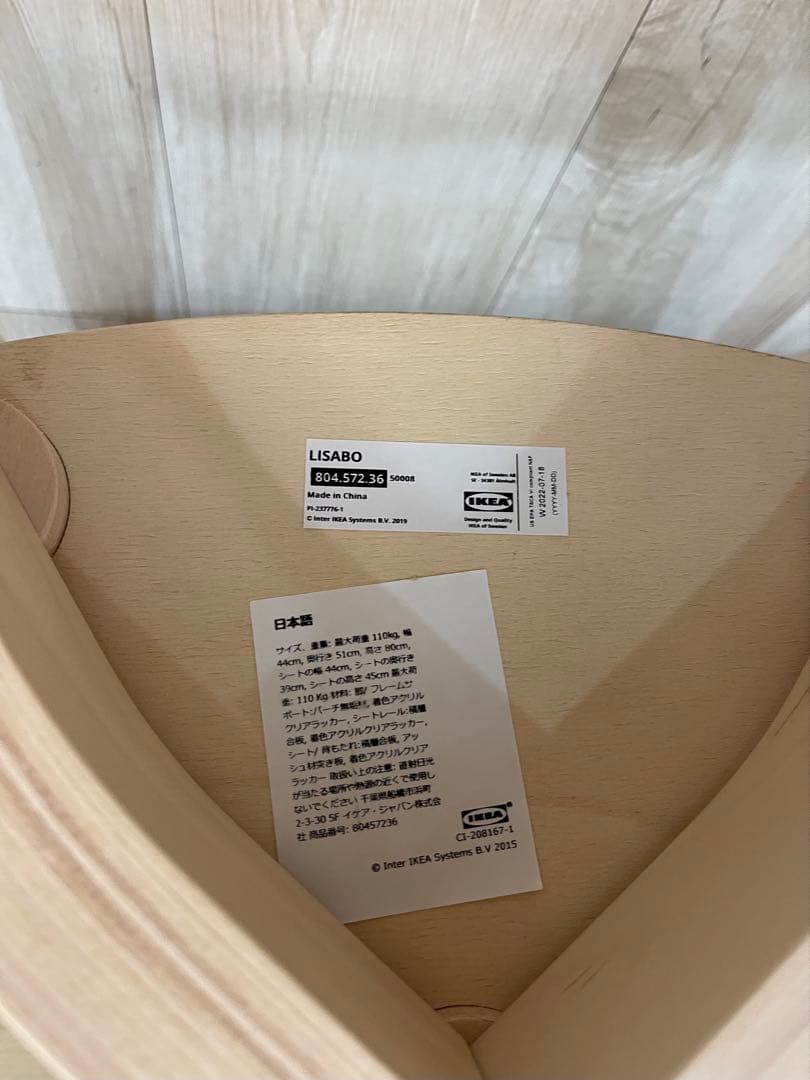 LISABO
804.572.36 50008
Made in China
PI-237776-1
© Inter IKEA Systems B.V. 2019
IKEA of Sweden AB
SE - 34381 Älmhult
IKEA
Design and Quality
IKEA of Sweden
US EPA TSCA VI compliant
W 2022-07-18
(YYYY-MM-DD)
日本語
サイズ、重量: 最大荷重 110kg, 幅
44cm, 奥行き 51cm, 高さ 80cm,
シートの幅 44cm, シートの奥行き
39cm, シートの高さ 45cm 最大荷
重: 110 Kg 材料: 脚/ フレームサ
ポート:バーチ無垢材, 着色アクリル
クリアラッカー, シートレール:積層
合板, 着色アクリルクリアラッカー,
シート/ 背もたれ:積層合板, アッ
シュ材突き板, 着色アクリルクリア
ラッカー 取扱い上の注意: 直射日光
が当たる場所や熱源の近くで使用し
ないでください 千葉県船橋市浜町
2-3-30 5F イケア・ジャパン株式会
社 商品番号: 80457236
IKEA®
CI-208167-1
© Inter IKEA Systems B.V 2015